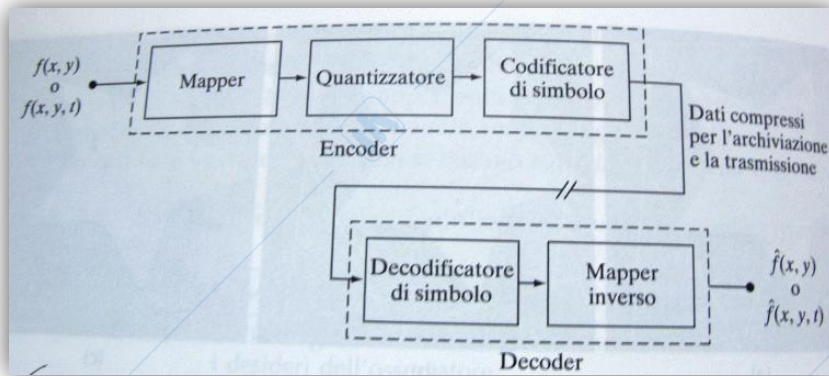 f(x, y)
o
f(x, y, t)
Mapper
Quantizzatore
Codificatore
di simbolo
Encoder
Dati compressi
per l'archiviazione
e la trasmissione
Decodificatore
di simbolo
Mapper
inverso
Decoder
f̂(x, y)
o
f̂(x, y, t)